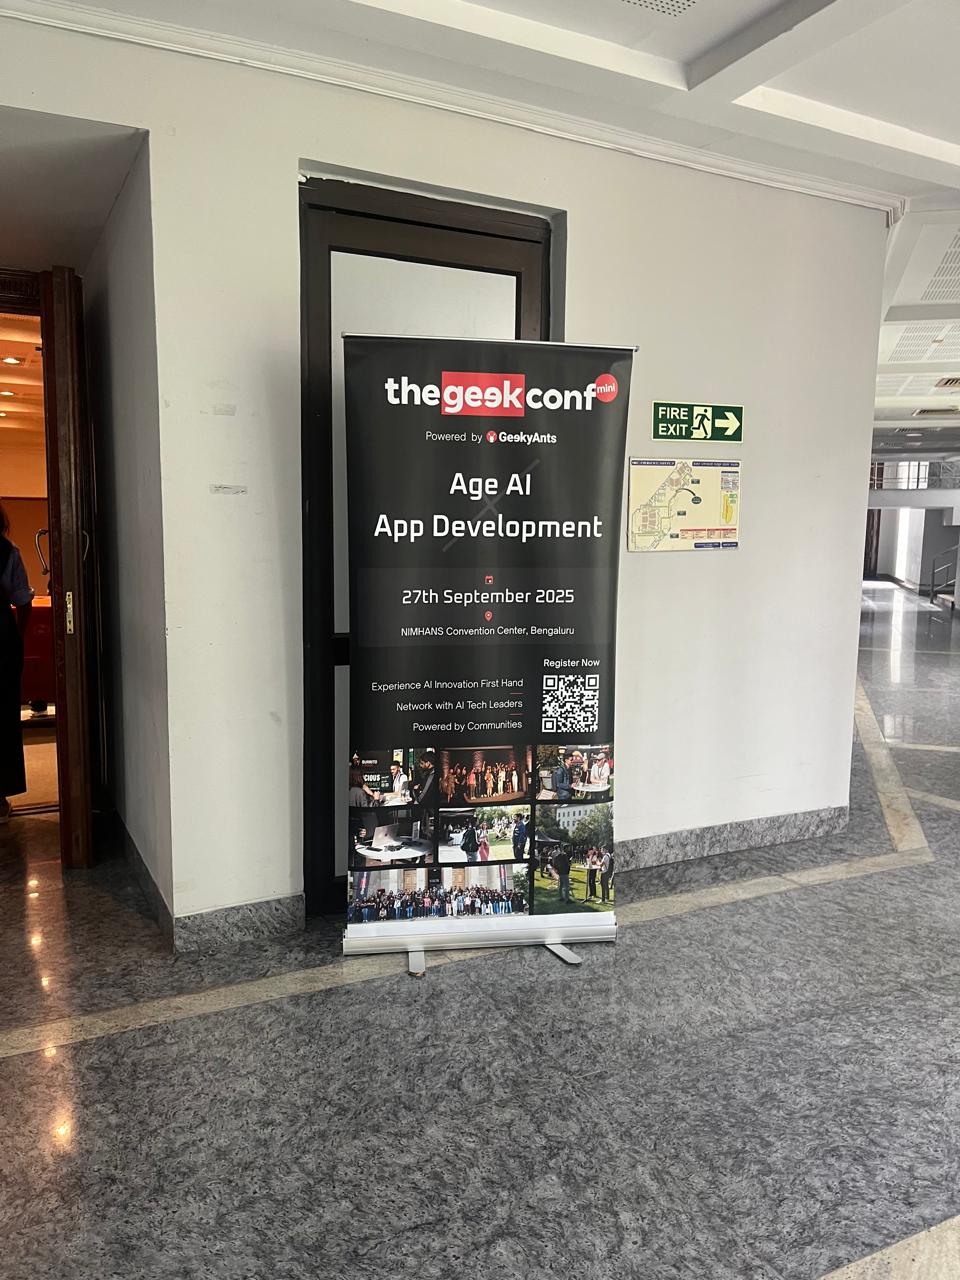 thegeekconf mini
Powered by GeekyAnts
Age AI
App Development
27th September 2025
NIMHANS Convention Center, Bengaluru
Register Now
Experience AI Innovation First Hand
Network with AI Tech Leaders
Powered by Communities
FIRE
EXIT